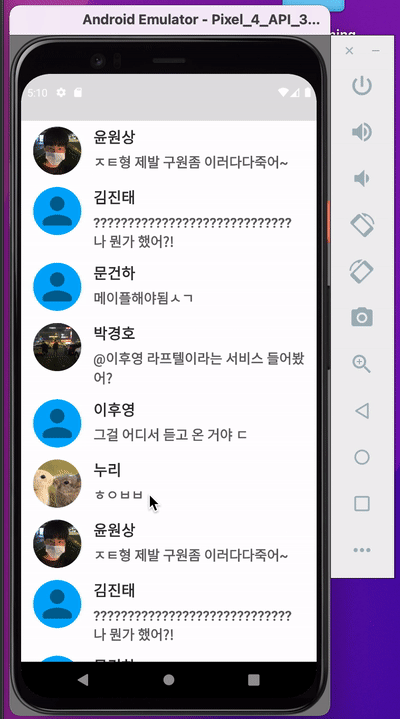 Android Emulator - Pixel_4_API_3...
5:10
윤원상
ㅈㅌ형 제발 구원좀 이러다다죽어~
김진태
?????????????????????????????
나 뭔가 했어?!
문건하
메이플해야됨ㅅㄱ
박경호
@이후영 라프텔이라는 서비스 들어봤
어?
이후영
그걸 어디서 듣고 온 거야 ㄷ
누리
ㅎㅇㅂㅂ
윤원상
ㅈㅌ형 제발 구원좀 이러다다죽어~
김진태
?????????????????????????????
나 뭔가 했어?!